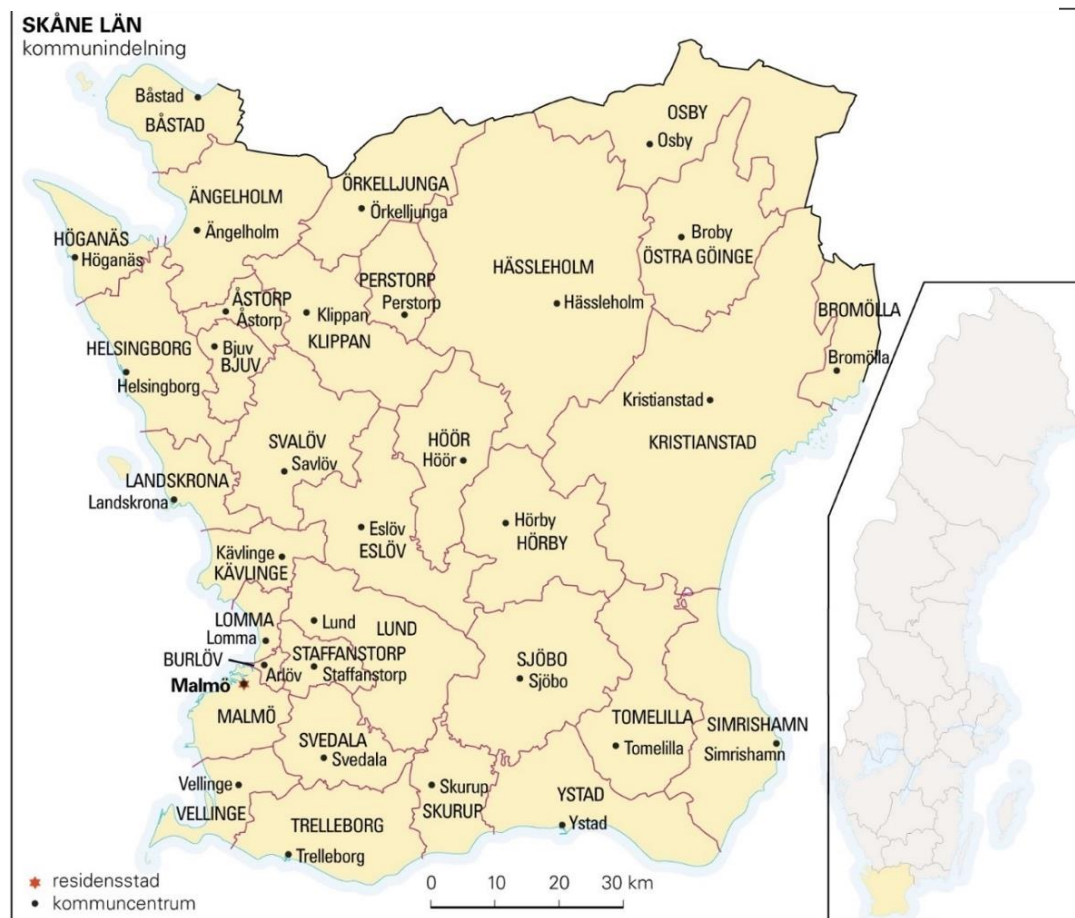 SKÅNE LÄN
kommunindelning
Båstad
BÅSTAD
OSBY
Osby
ÖRKELLJUNGA
Örkelljunga
ÄNGELHOLM
Ängelholm
Broby
ÖSTRA GÖINGE
HÖGANÄS
Höganäs
PERSTORP
Perstorp
HÄSSLEHOLM
Hässleholm
ÅSTORP
Åstorp
Klippan
KLIPPAN
BROMÖLLA
Bromölla
HELSINGBORG
Helsingborg
Bjuv
BJUV
Kristianstad
KRISTIANSTAD
SVALÖV
Savlöv
HÖÖR
Höör
LANDSKRONA
Landskrona
Eslöv
ESLÖV
Hörby
HÖRBY
Kävlinge
KÄVLINGE
LOMMA
Lomma
Lund
LUND
BURLÖV
Arlöv
STAFFANSTORP
Staffanstorp
SJÖBO
Sjöbo
Malmö
MALMÖ
TOMELILLA
Tomelilla
SIMRISHAMN
Simrishamn
SVEDALA
Svedala
Vellinge
VELLINGE
Skurup
SKURUP
YSTAD
Ystad
TRELLEBORG
Trelleborg
residensstad
kommuncentrum
0 10 20 30 km